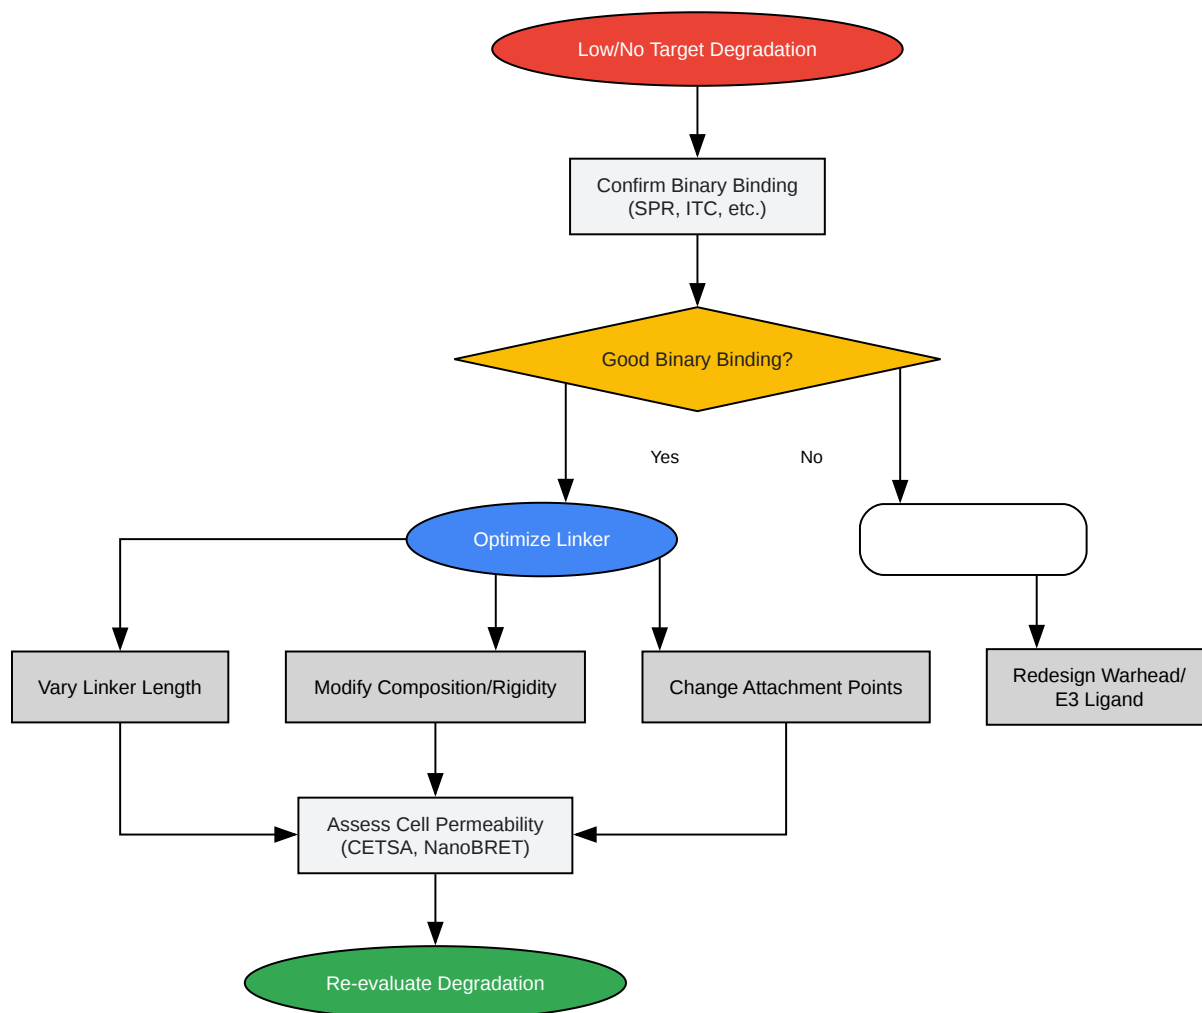 Low/No Target Degradation
Confirm Binary Binding
(SPR, ITC, etc.)
Good Binary Binding?
Yes
No
Optimize Linker
Vary Linker Length
Modify Composition/Rigidity
Change Attachment Points
Redesign Warhead/
E3 Ligand
Assess Cell Permeability
(CETSA, NanoBRET)
Re-evaluate Degradation